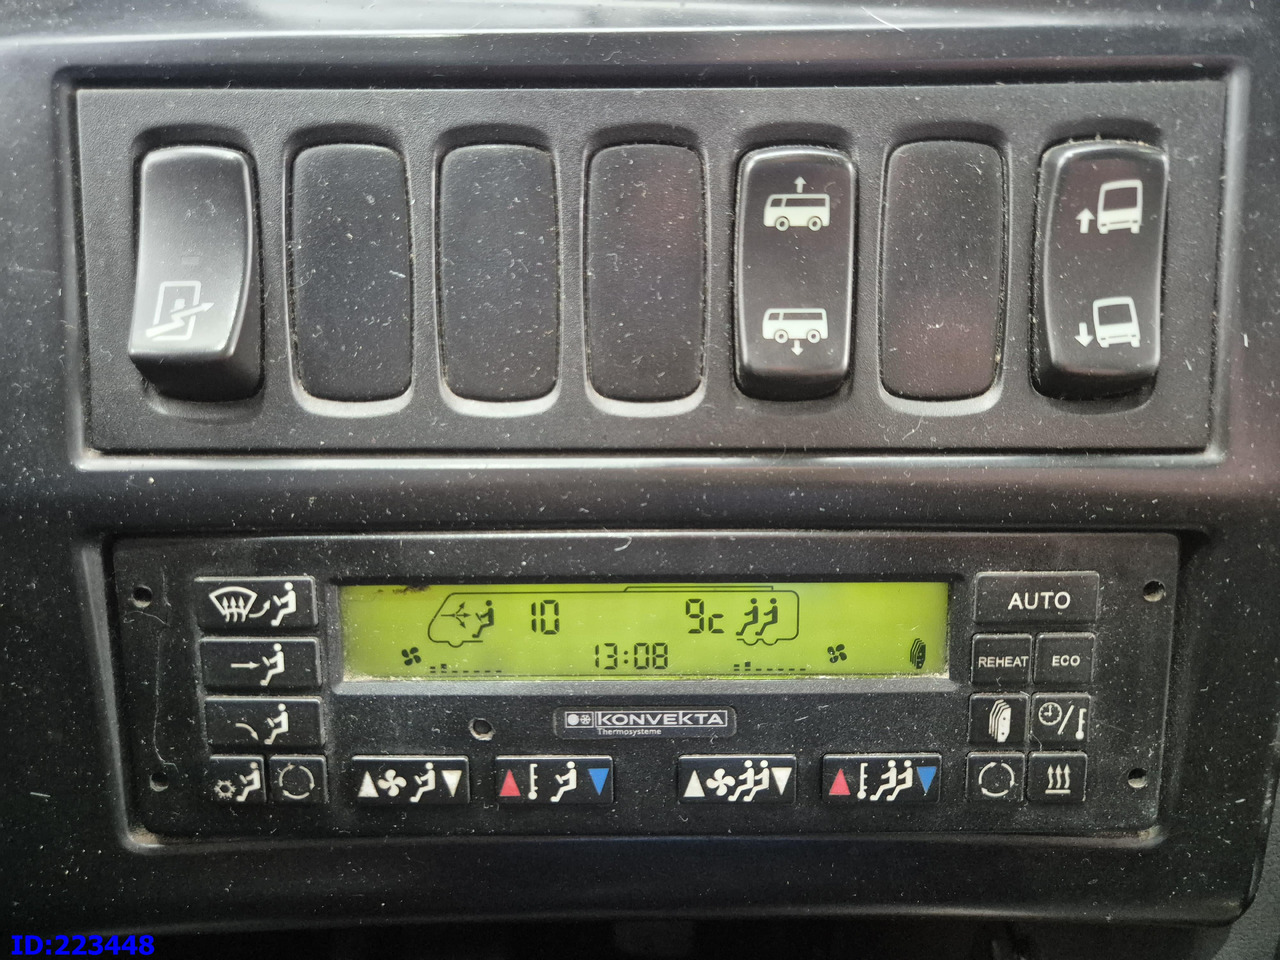 10 9c
13:08
AUTO
REHEAT ECO
KONVEKTA
Thermosysteme
ID:223448